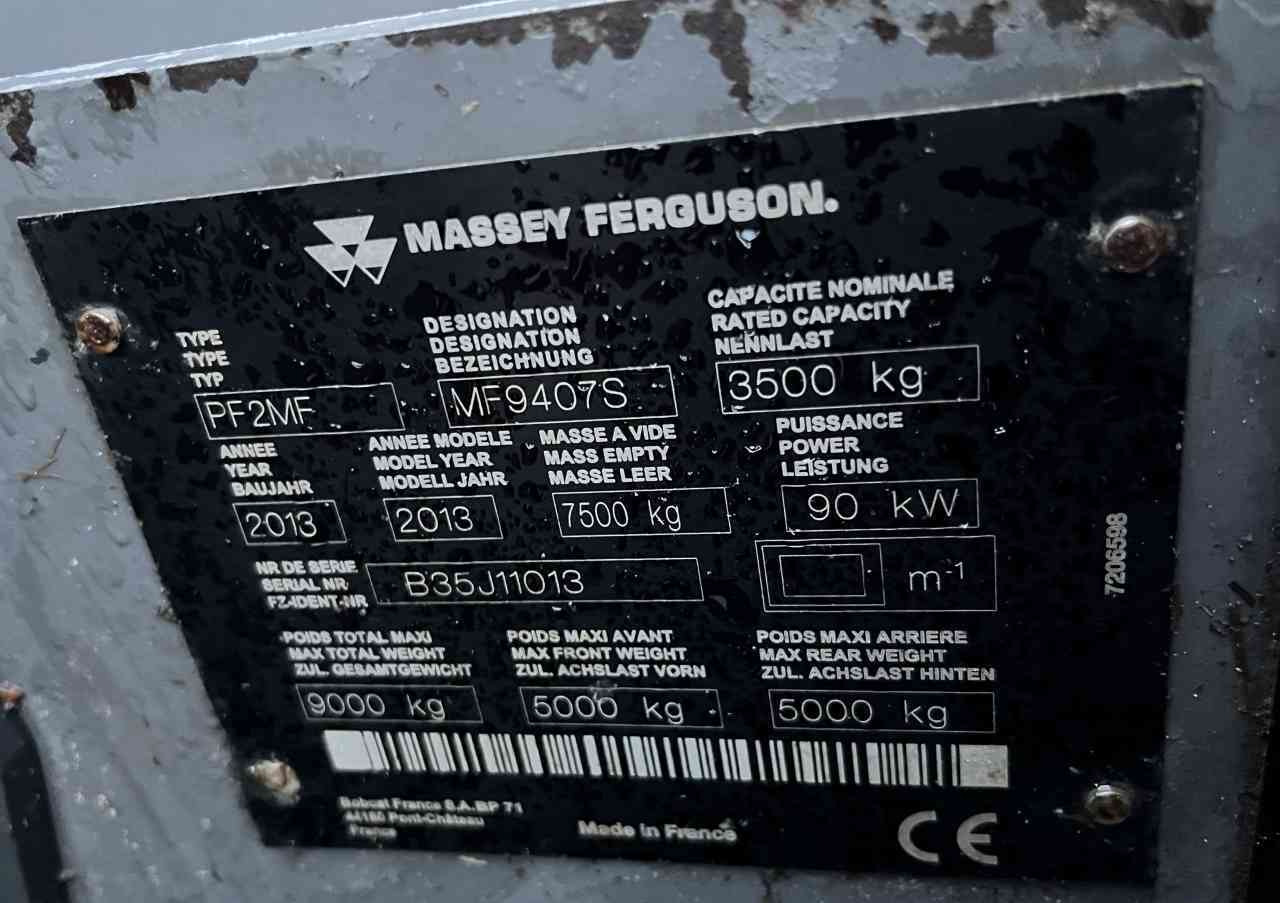 MASSEY FERGUSON.
TYPE
TYPE
TYP
PF2MF
DESIGNATION
DESIGNATION
BEZEICHNUNG
MF9407S
CAPACITE NOMINALE
RATED CAPACITY
NENNLAST
3500 kg
ANNEE
YEAR
BAUJAHR
2013
ANNEE MODELE
MODEL YEAR
MODELL JAHR
2013
MASSE A VIDE
MASS EMPTY
MASSE LEER
7500 kg
PUISSANCE
POWER
LEISTUNG
90 kW
NR DE SERIE
SERIAL NR
FZ-IDENT-NR
B35J11013
m-1
POIDS TOTAL MAXI
MAX TOTAL WEIGHT
ZUL. GESAMTGEWICHT
9000 kg
POIDS MAXI AVANT
MAX FRONT WEIGHT
ZUL. ACHSLAST VORN
5000 kg
POIDS MAXI ARRIERE
MAX REAR WEIGHT
ZUL. ACHSLAST HINTEN
5000 kg
Bobcat France S.A. BP 71
44160 Pont-Château
France
Made in France
CE
7206598